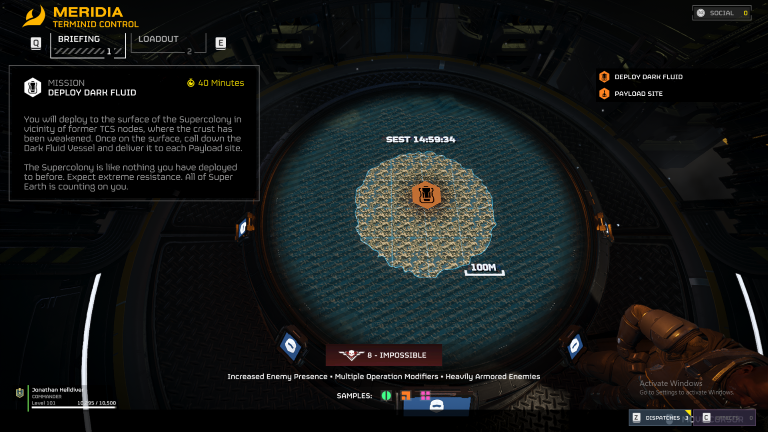 MERIDIA
TERMINID CONTROL
SOCIAL 0
Q BRIEFING 1 LOADOUT 2 E
MISSION
DEPLOY DARK FLUID
40 Minutes
You will deploy to the surface of the Supercolony in
vicinity of former TCS nodes, where the crust has
been weakened. Once on the surface, call down the
Dark Fluid Vessel and deliver it to each Payload site.
The Supercolony is like nothing you have deployed
to before. Expect extreme resistance. All of Super
Earth is counting on you.
DEPLOY DARK FLUID
PAYLOAD SITE
SEST 14:59:34
100M
8 - IMPOSSIBLE
Increased Enemy Presence • Multiple Operation Modifiers • Heavily Armored Enemies
SAMPLES:
Jonathan Helldiver
COMMANDER
Level 101
/ 10,500
Activate Windows
Go to Settings to activate Windows.
Z DISPATCHES 3
C 0